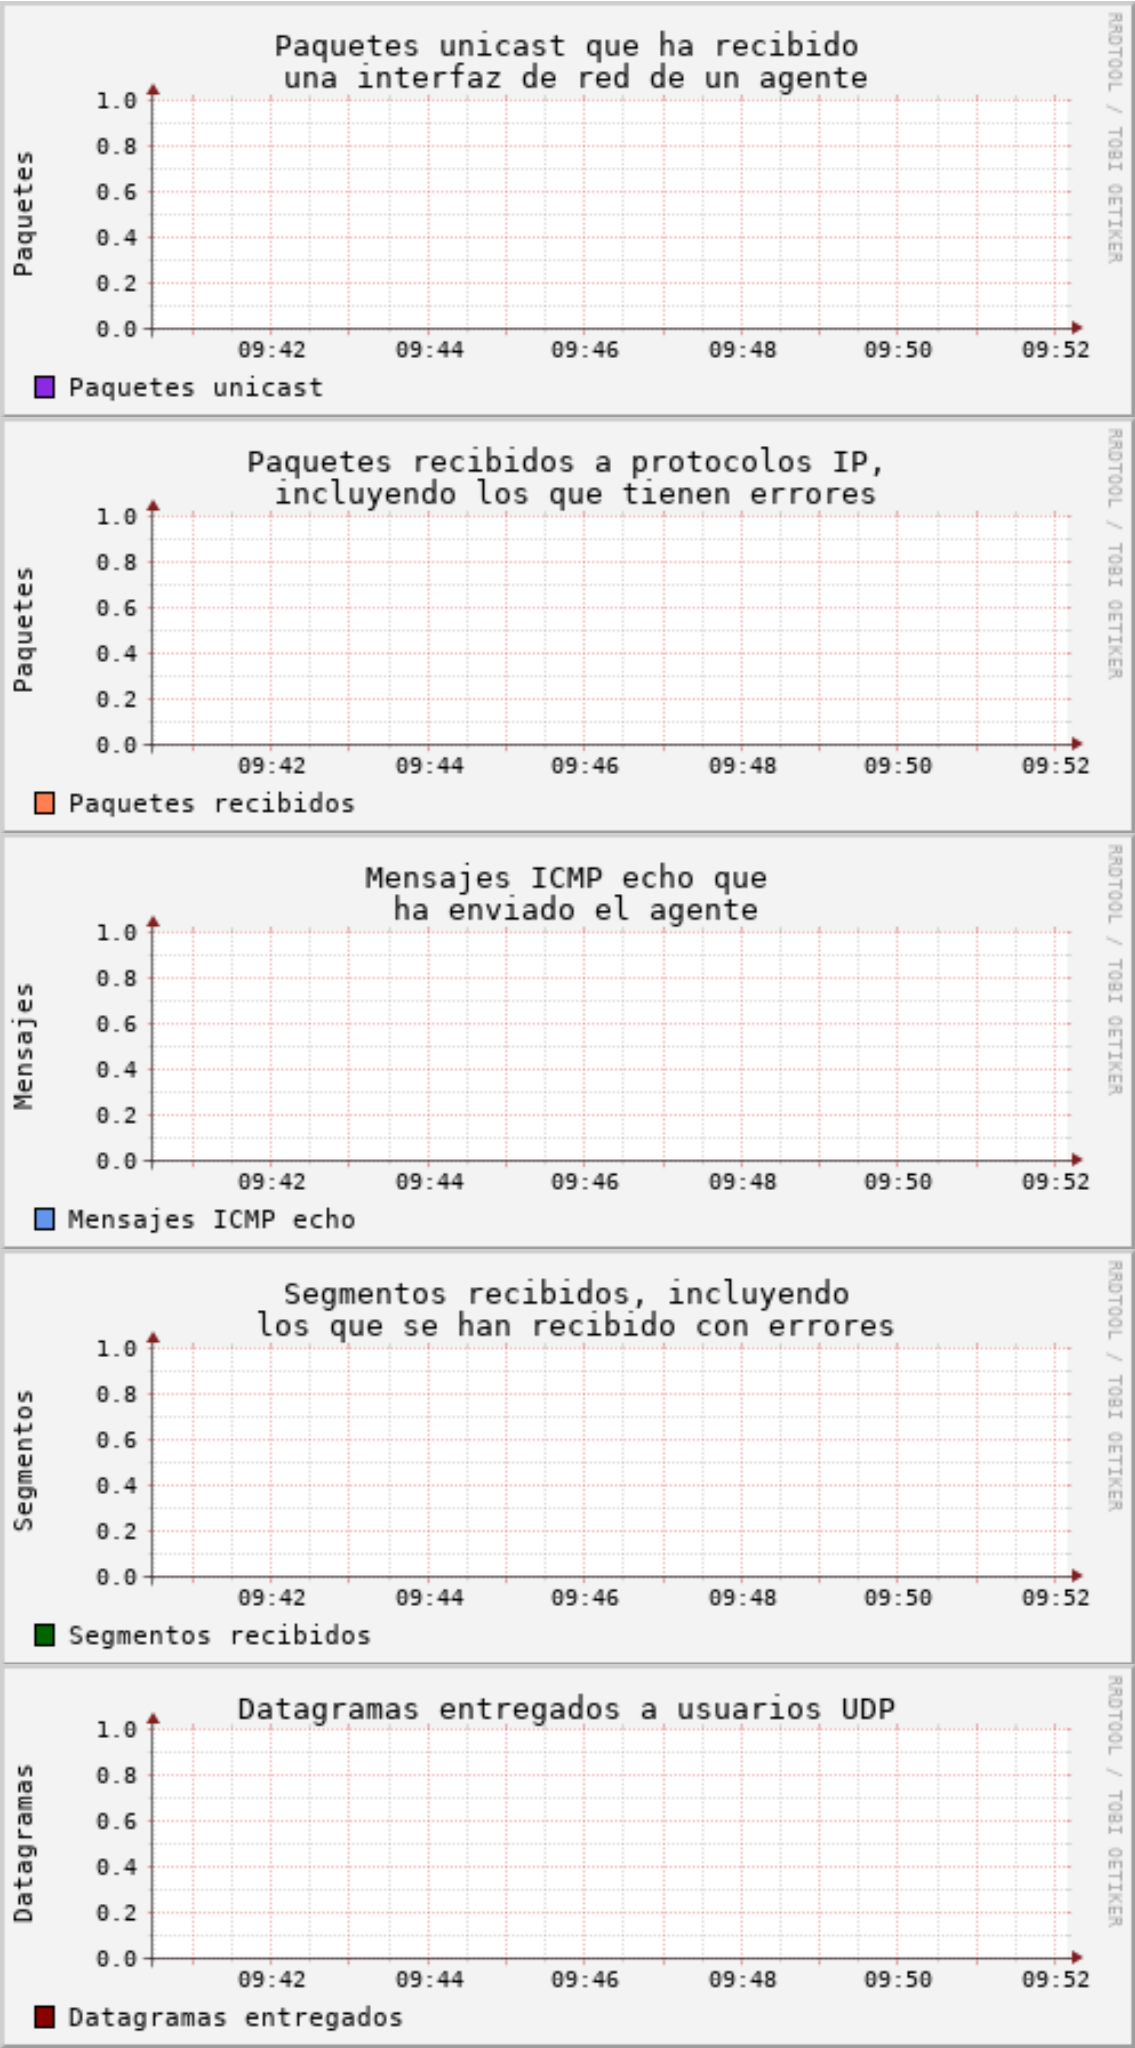 Paquetes unicast que ha recibido
una interfaz de red de un agente
RRDTOOL / TOBI OETIKER
Paquetes
1.0
0.8
0.6
0.4
0.2
0.0
09:42 09:44 09:46 09:48 09:50 09:52
Paquetes unicast
Paquetes recibidos a protocolos IP,
incluyendo los que tienen errores
RRDTOOL / TOBI OETIKER
Paquetes
1.0
0.8
0.6
0.4
0.2
0.0
09:42 09:44 09:46 09:48 09:50 09:52
Paquetes recibidos
Mensajes ICMP echo que
ha enviado el agente
RRDTOOL / TOBI OETIKER
Mensajes
1.0
0.8
0.6
0.4
0.2
0.0
09:42 09:44 09:46 09:48 09:50 09:52
Mensajes ICMP echo
Segmentos recibidos, incluyendo
los que se han recibido con errores
RRDTOOL / TOBI OETIKER
Segmentos
1.0
0.8
0.6
0.4
0.2
0.0
09:42 09:44 09:46 09:48 09:50 09:52
Segmentos recibidos
Datagramas entregados a usuarios UDP
RRDTOOL / TOBI OETIKER
Datagramas
1.0
0.8
0.6
0.4
0.2
0.0
09:42 09:44 09:46 09:48 09:50 09:52
Datagramas entregados